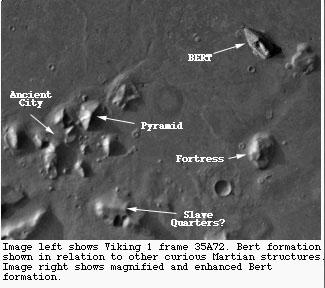 BERT
Ancient
City
Pyramid
Fortress
Slave
Quarters?
Image left shows Viking 1 frame 35A72. Bert formation
shown in relation to other curious Martian structures.
Image right shows magnified and enhanced Bert
formation.